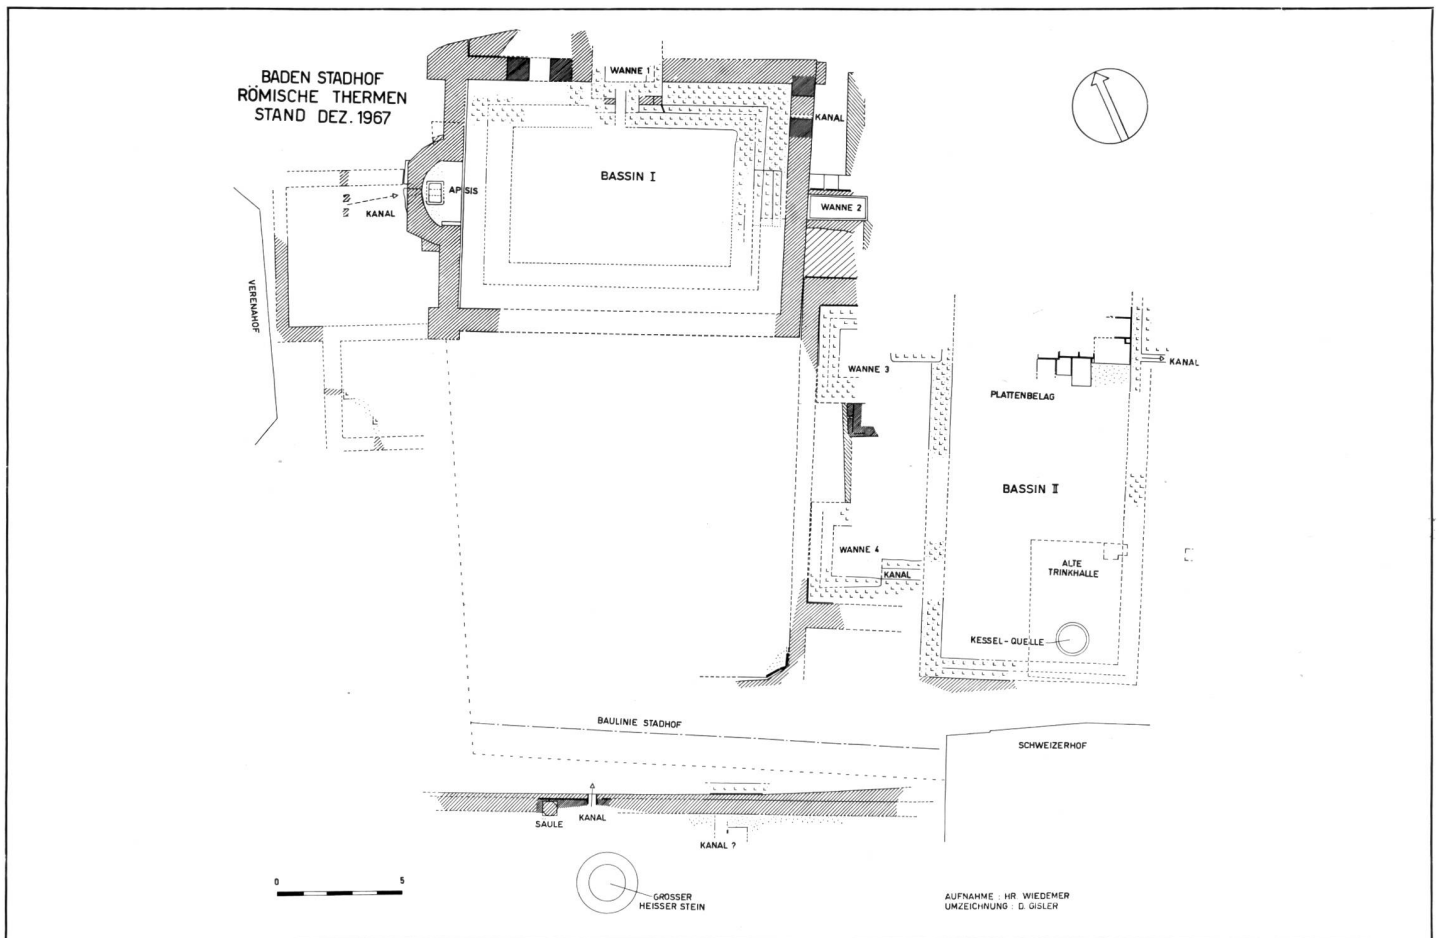 BADEN STADHOF
RÖMISCHE THERMEN
STAND DEZ. 1967
WANNE 1
KANAL
BASSIN I
APSIS
KANAL
WANNE 2
VERENAHOF
WANNE 3
KANAL
PLATTENBELAG
BASSIN II
WANNE 4
ALTE
TRINKHALLE
KANAL
KESSEL-QUELLE
BAULINIE STADHOF
SCHWEIZERHOF
SAULE
KANAL
KANAL ?
0
5
GROSSER
HEISSER STEIN
AUFNAHME : HR. WIEDEMER
UMZEICHNUNG : D. GISLER